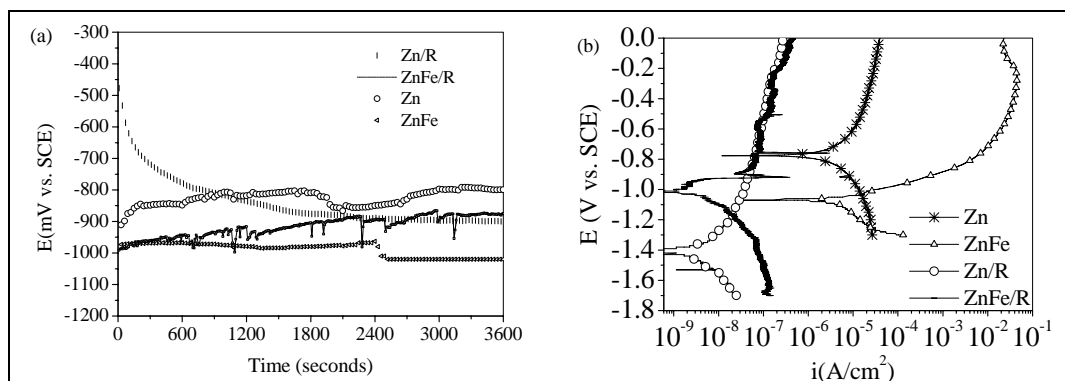 (a)
-300
-400
-500
-600
-700
-800
-900
-1000
-1100
-1200
E(mV vs. SCE)
Zn/R
ZnFe/R
Zn
ZnFe
0 600 1200 1800 2400 3000 3600
Time (seconds)
(b)
0.0
-0.2
-0.4
-0.6
-0.8
-1.0
-1.2
-1.4
-1.6
-1.8
E (V vs. SCE)
Zn
ZnFe
Zn/R
ZnFe/R
10⁻⁹ 10⁻⁸ 10⁻⁷ 10⁻⁶ 10⁻⁵ 10⁻⁴ 10⁻³ 10⁻² 10⁻¹
i(A/cm²)